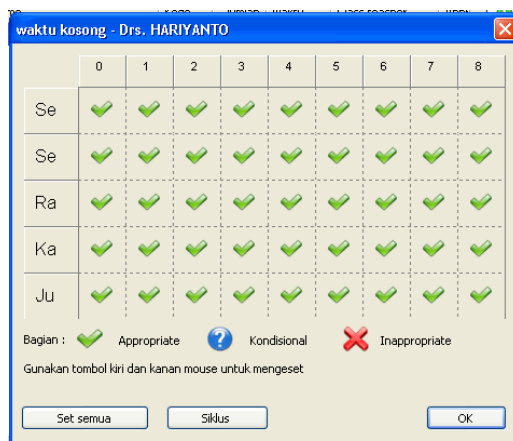 waktu kosong - Drs. HARIYANTO
0 1 2 3 4 5 6 7 8
Se
Se
Ra
Ka
Ju
Bagian : Appropriate Kondisional Inappropriate
Gunakan tombol kiri dan kanan mouse untuk mengeset
Set semua Siklus OK